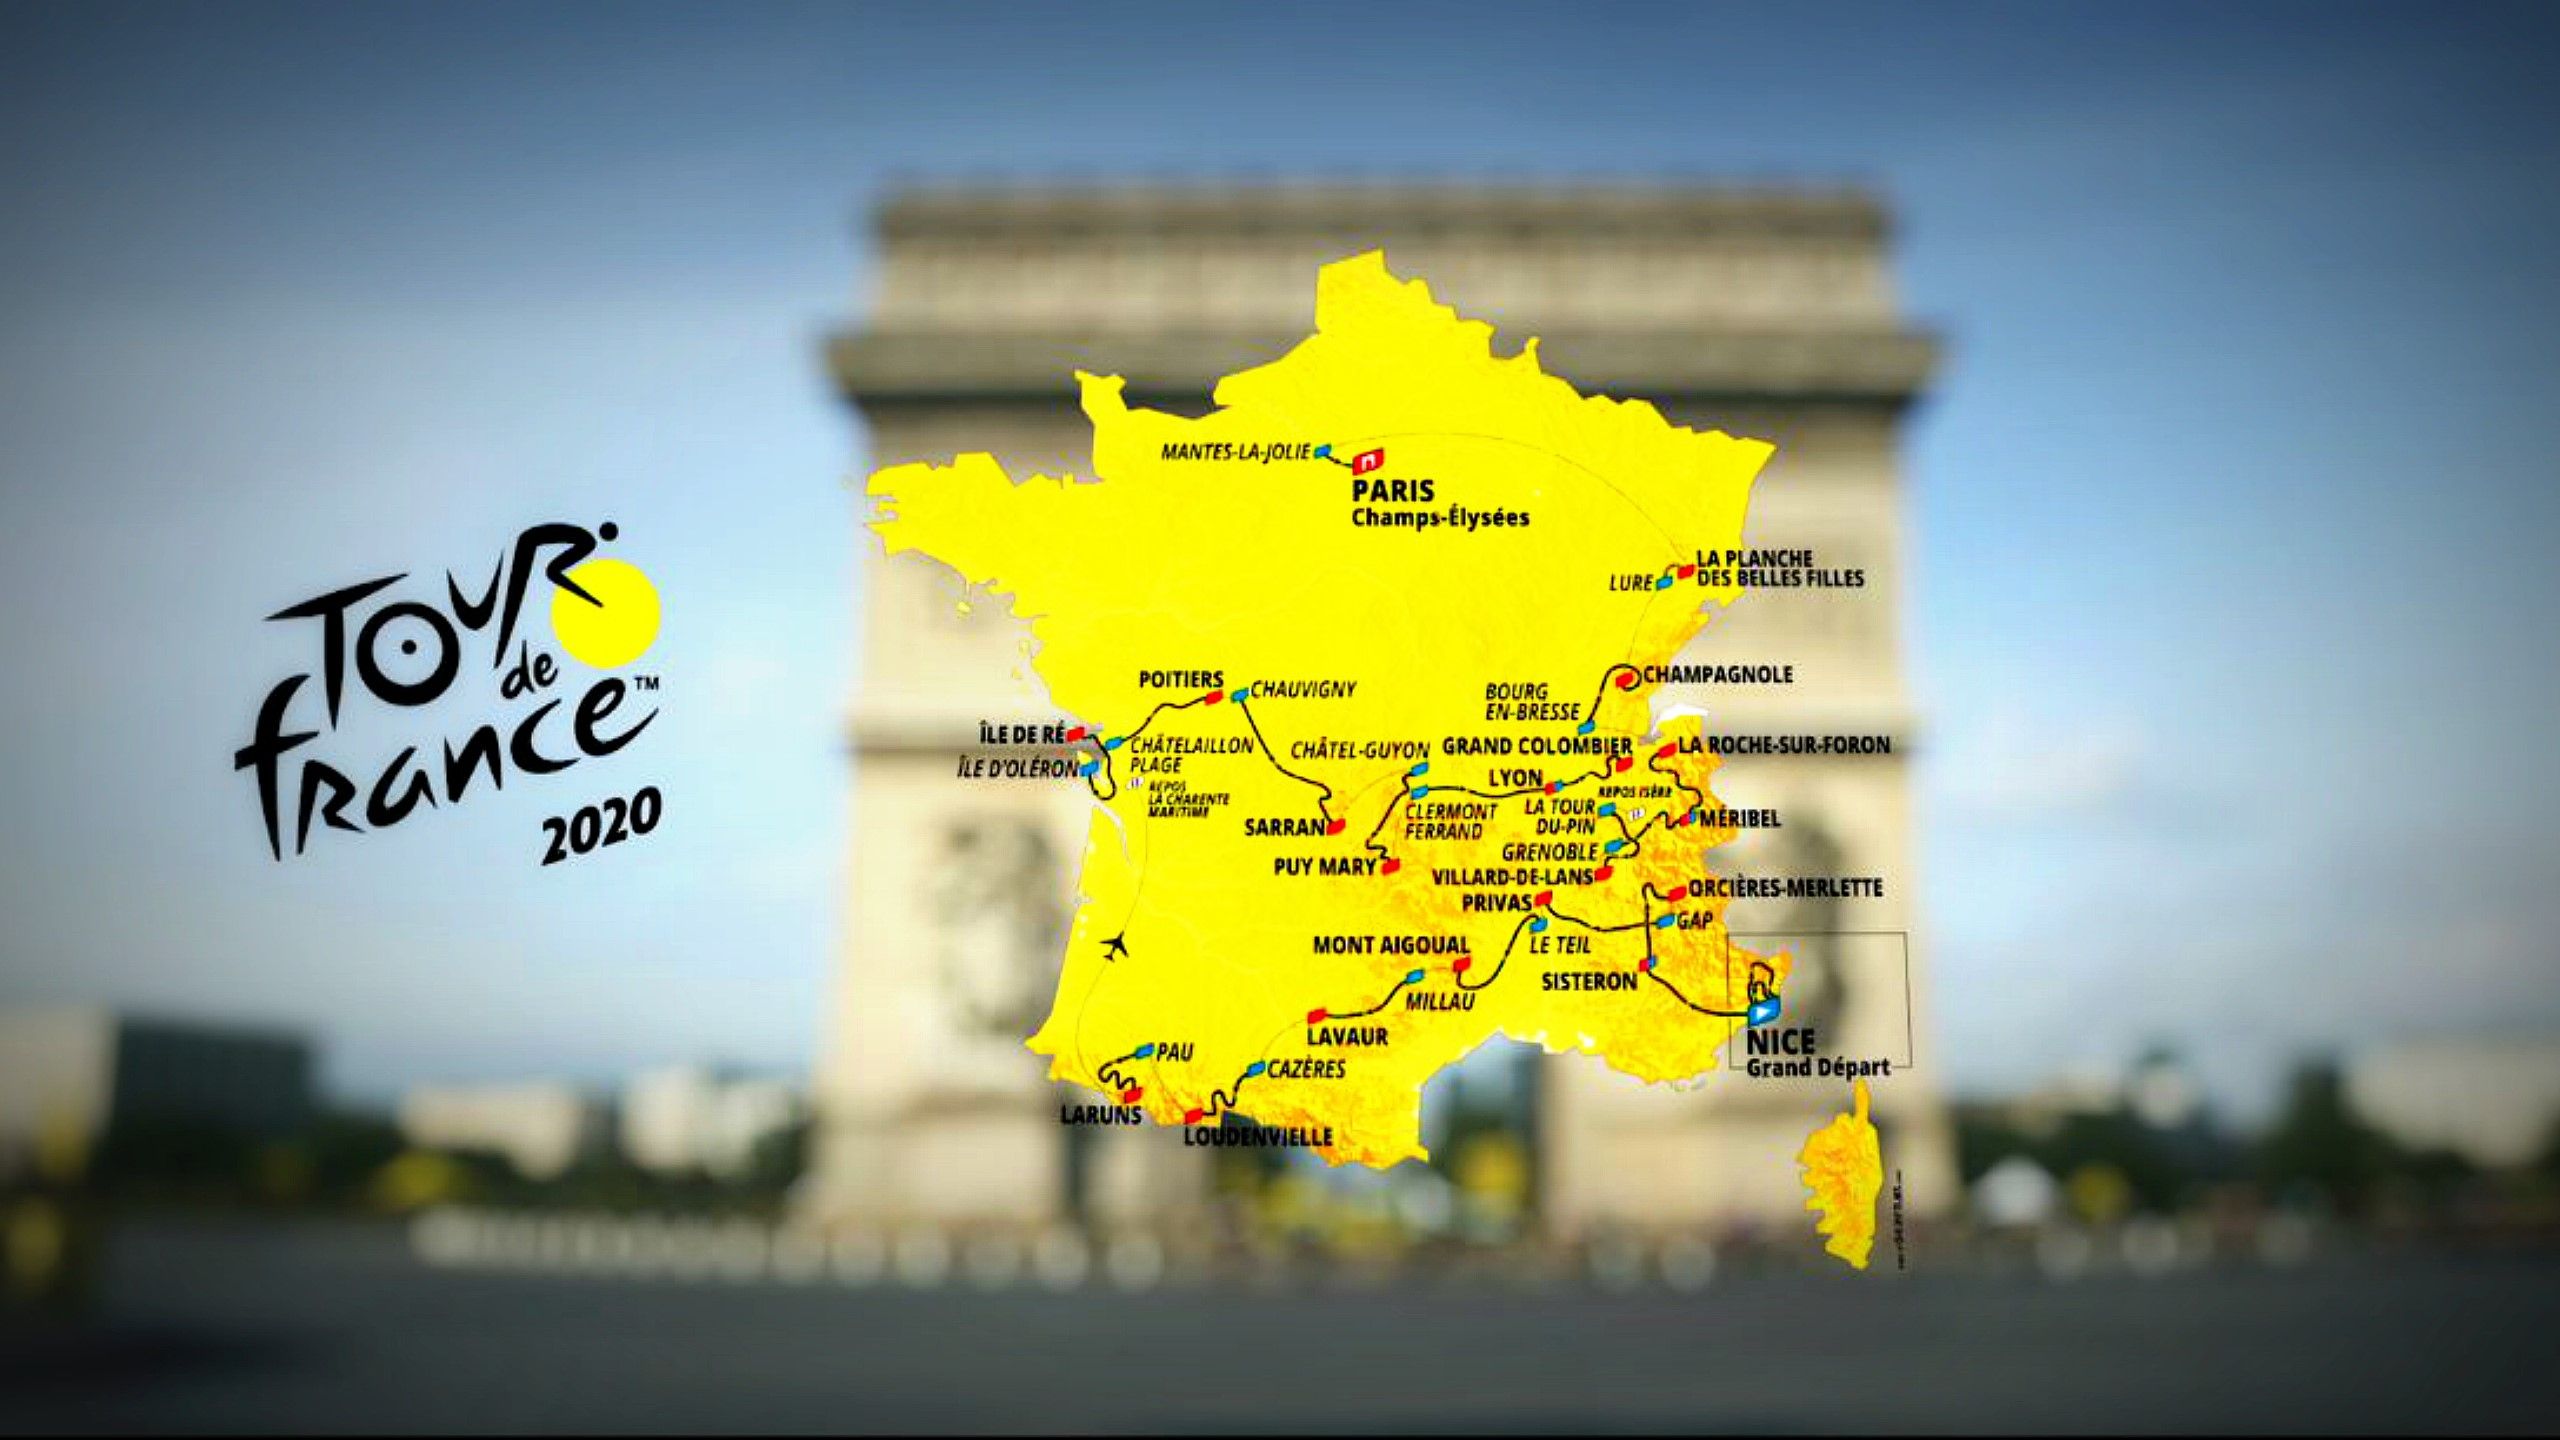 TOUR
de
france™
2020
MANTES-LA-JOLIE
PARIS
Champs-Élysées
LA PLANCHE
DES BELLES FILLES
LURE
CHAMPAGNOLE
POITIERS
CHAUVIGNY
BOURG
EN-BRESSE
ÎLE DE RÉ
CHÂTELAILLON
PLAGE
ÎLE D'OLÉRON
REPOS
LA CHARENTE
MARITIME
CHÂTEL-GUYON
GRAND COLOMBIER
LA ROCHE-SUR-FORON
LYON
REPOS ISÈRE
CLERMONT
FERRAND
LA TOUR
DU-PIN
MÉRIBEL
SARRAN
GRENOBLE
PUY MARY
VILLARD-DE-LANS
ORCIÈRES-MERLETTE
PRIVAS
GAP
LE TEIL
MONT AIGOUAL
SISTERON
MILLAU
LAVAUR
NICE
Grand Départ
PAU
CAZÈRES
LARUNS
LOUDENVIELLE